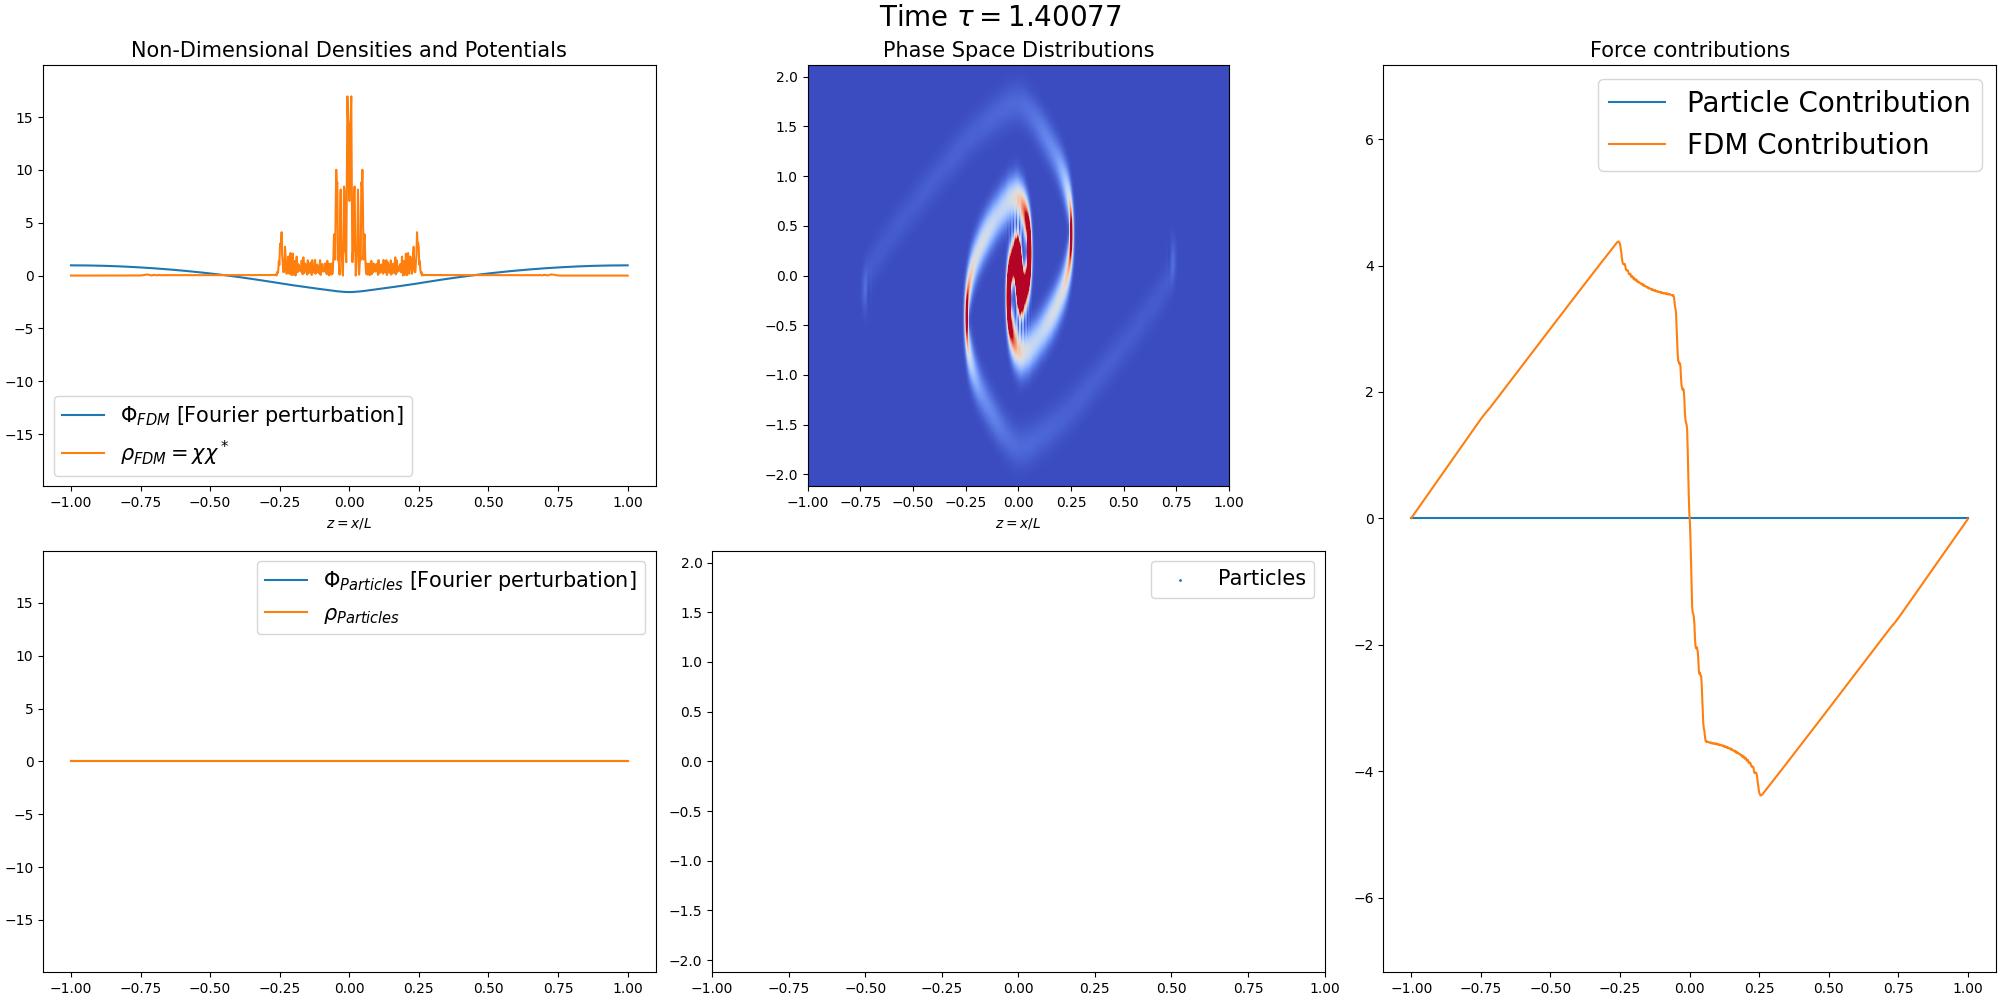 Time τ = 1.40077
Non-Dimensional Densities and Potentials
15
10
5
0
−5
−10
−15
Φ_FDM [Fourier perturbation]
ρ_FDM = χχ*
−1.00 −0.75 −0.50 −0.25 0.00 0.25 0.50 0.75 1.00
z = x/L
Phase Space Distributions
2.0
1.5
1.0
0.5
0.0
−0.5
−1.0
−1.5
−2.0
−1.00 −0.75 −0.50 −0.25 0.00 0.25 0.50 0.75 1.00
z = x/L
Force contributions
Particle Contribution
FDM Contribution
6
4
2
0
−2
−4
−6
−1.00 −0.75 −0.50 −0.25 0.00 0.25 0.50 0.75 1.00
Φ_Particles [Fourier perturbation]
ρ_Particles
15
10
5
0
−5
−10
−15
−1.00 −0.75 −0.50 −0.25 0.00 0.25 0.50 0.75 1.00
Particles
2.0
1.5
1.0
0.5
0.0
−0.5
−1.0
−1.5
−2.0
−1.00 −0.75 −0.50 −0.25 0.00 0.25 0.50 0.75 1.00